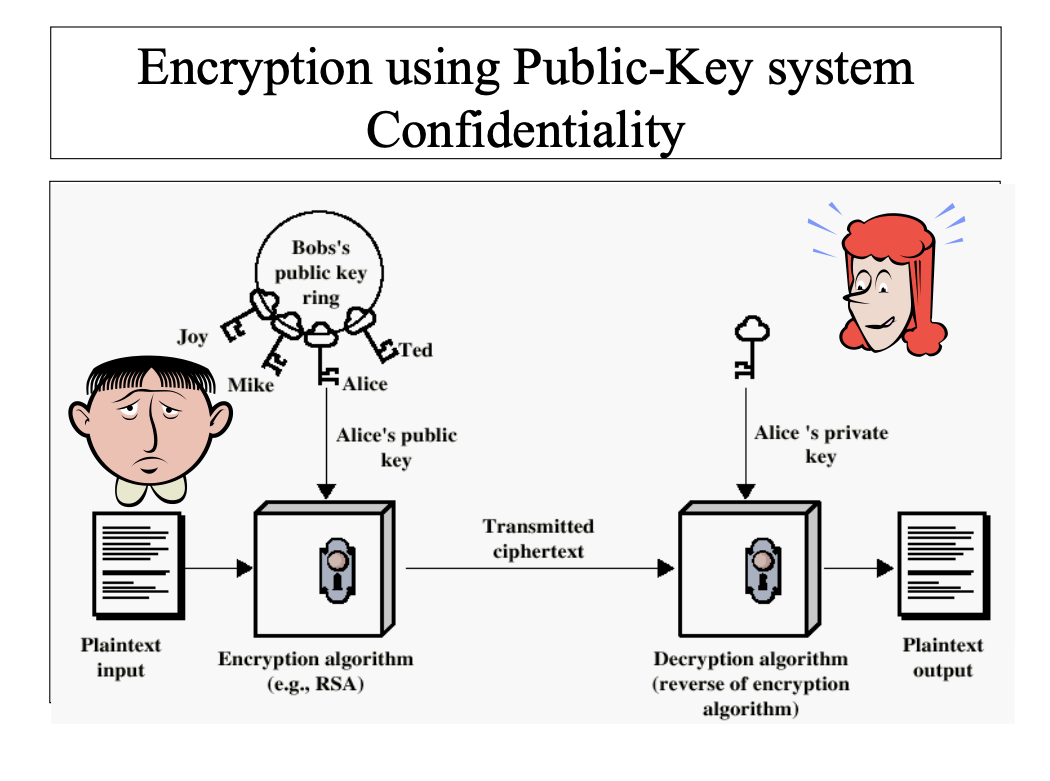 Encryption using Public-Key system
Confidentiality
Bobs's
public key
ring
Joy
Ted
Mike
Alice
Alice's public
key
Alice 's private
key
Transmitted
ciphertext
Plaintext
input
Encryption algorithm
(e.g., RSA)
Decryption algorithm
(reverse of encryption
algorithm)
Plaintext
output